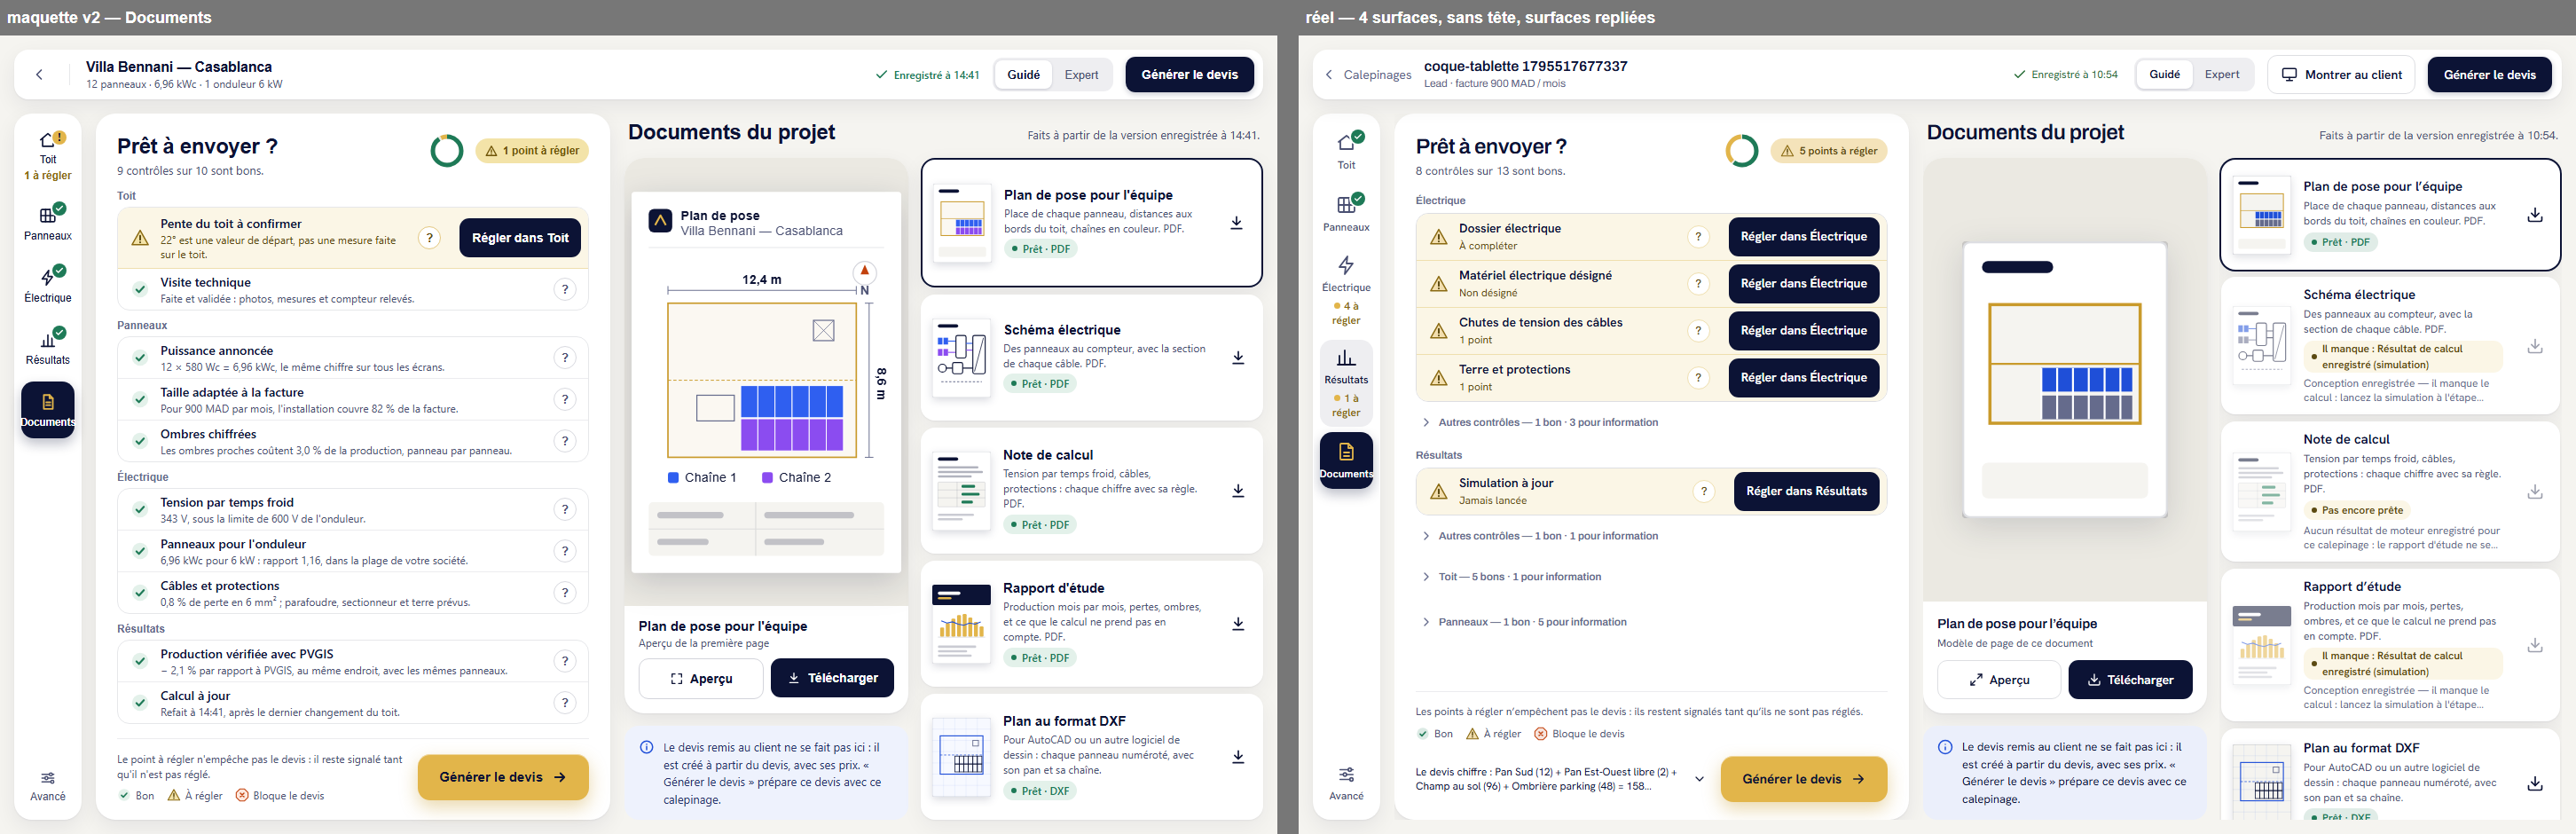 maquette v2 — Documents
Villa Bennani — Casablanca
12 panneaux · 6,96 kWc · 1 onduleur 6 kW
Enregistré à 14:41
Guidé
Expert
Générer le devis
Toit
1 à régler
Panneaux
Électrique
Résultats
Documents
Avancé
Prêt à envoyer ?
9 contrôles sur 10 sont bons.
1 point à régler
Toit
Pente du toit à confirmer
22° est une valeur de départ, pas une mesure faite
sur le toit.
?
Régler dans Toit
Visite technique
Faite et validée : photos, mesures et compteur relevés.
?
Panneaux
Puissance annoncée
12 × 580 Wc = 6,96 kWc, le même chiffre sur tous les écrans.
?
Taille adaptée à la facture
Pour 900 MAD par mois, l'installation couvre 82 % de la facture.
?
Ombres chiffrées
Les ombres proches coûtent 3,0 % de la production, panneau par panneau.
?
Électrique
Tension par temps froid
343 V, sous la limite de 600 V de l'onduleur.
?
Panneaux pour l'onduleur
6,96 kWc pour 6 kW : rapport 1,16, dans la plage de votre société.
?
Câbles et protections
0,8 % de perte en 6 mm² ; parafoudre, sectionneur et terre prévus.
?
Résultats
Production vérifiée avec PVGIS
− 2,1 % par rapport à PVGIS, au même endroit, avec les mêmes panneaux.
?
Calcul à jour
Refait à 14:41, après le dernier changement du toit.
?
Le point à régler n'empêche pas le devis : il reste signalé tant
qu'il n'est pas réglé.
Bon
À régler
Bloque le devis
Générer le devis
Documents du projet
Faits à partir de la version enregistrée à 14:41.
Plan de pose
Villa Bennani — Casablanca
N
12,4 m
8,6 m
Chaîne 1
Chaîne 2
Plan de pose pour l'équipe
Aperçu de la première page
Aperçu
Télécharger
Le devis remis au client ne se fait pas ici : il
est créé à partir du devis, avec ses prix. «
Générer le devis » prépare ce devis avec ce
calepinage.
Plan de pose pour l'équipe
Place de chaque panneau, distances aux
bords du toit, chaînes en couleur. PDF.
Prêt · PDF
Schéma électrique
Des panneaux au compteur, avec la section
de chaque câble. PDF.
Prêt · PDF
Note de calcul
Tension par temps froid, câbles,
protections : chaque chiffre avec sa règle.
PDF.
Prêt · PDF
Rapport d'étude
Production mois par mois, pertes, ombres,
et ce que le calcul ne prend pas en
compte. PDF.
Prêt · PDF
Plan au format DXF
Pour AutoCAD ou un autre logiciel de
dessin : chaque panneau numéroté, avec
son pan et sa chaîne.
Prêt · DXF
réel — 4 surfaces, sans tête, surfaces repliées
Calepinages
coque-tablette 1795517677337
Lead · facture 900 MAD / mois
Enregistré à 10:54
Guidé
Expert
Montrer au client
Générer le devis
Toit
Panneaux
Électrique
4 à
régler
Résultats
1 à
régler
Documents
Avancé
Prêt à envoyer ?
8 contrôles sur 13 sont bons.
5 points à régler
Électrique
Dossier électrique
À compléter
?
Régler dans Électrique
Matériel électrique désigné
Non désigné
?
Régler dans Électrique
Chutes de tension des câbles
1 point
?
Régler dans Électrique
Terre et protections
1 point
?
Régler dans Électrique
Autres contrôles — 1 bon · 3 pour information
Résultats
Simulation à jour
Jamais lancée
?
Régler dans Résultats
Autres contrôles — 1 bon · 1 pour information
Toit — 5 bons · 1 pour information
Panneaux — 1 bon · 5 pour information
Les points à régler n'empêchent pas le devis : ils restent signalés tant qu'ils ne sont pas réglés.
Bon
À régler
Bloque le devis
Le devis chiffre : Pan Sud (12) + Pan Est-Ouest libre (2) +
Champ au sol (96) + Ombrière parking (48) = 158...
Générer le devis
Documents du projet
Faits à partir de la version enregistrée à 10:54.
Plan de pose pour l'équipe
Modèle de page de ce document
Aperçu
Télécharger
Le devis remis au client ne se fait pas ici : il
est créé à partir du devis, avec ses prix. «
Générer le devis » prépare ce devis avec ce
calepinage.
Plan de pose pour l'équipe
Place de chaque panneau, distances aux
bords du toit, chaînes en couleur. PDF.
Prêt · PDF
Schéma électrique
Des panneaux au compteur, avec la
section de chaque câble. PDF.
Il manque : Résultat de calcul
enregistré (simulation)
Conception enregistrée — il manque le
calcul : lancez la simulation à l'étape...
Note de calcul
Tension par temps froid, câbles,
protections : chaque chiffre avec sa règle.
PDF.
Pas encore prête
Aucun résultat de moteur enregistré pour
ce calepinage : le rapport d'étude ne se...
Rapport d'étude
Production mois par mois, pertes,
ombres, et ce que le calcul ne prend pas
en compte. PDF.
Il manque : Résultat de calcul
enregistré (simulation)
Conception enregistrée — il manque le
calcul : lancez la simulation à l'étape...
Plan au format DXF
Pour AutoCAD ou un autre logiciel de
dessin : chaque panneau numéroté, avec
son pan et sa chaîne.
Prêt · DXF